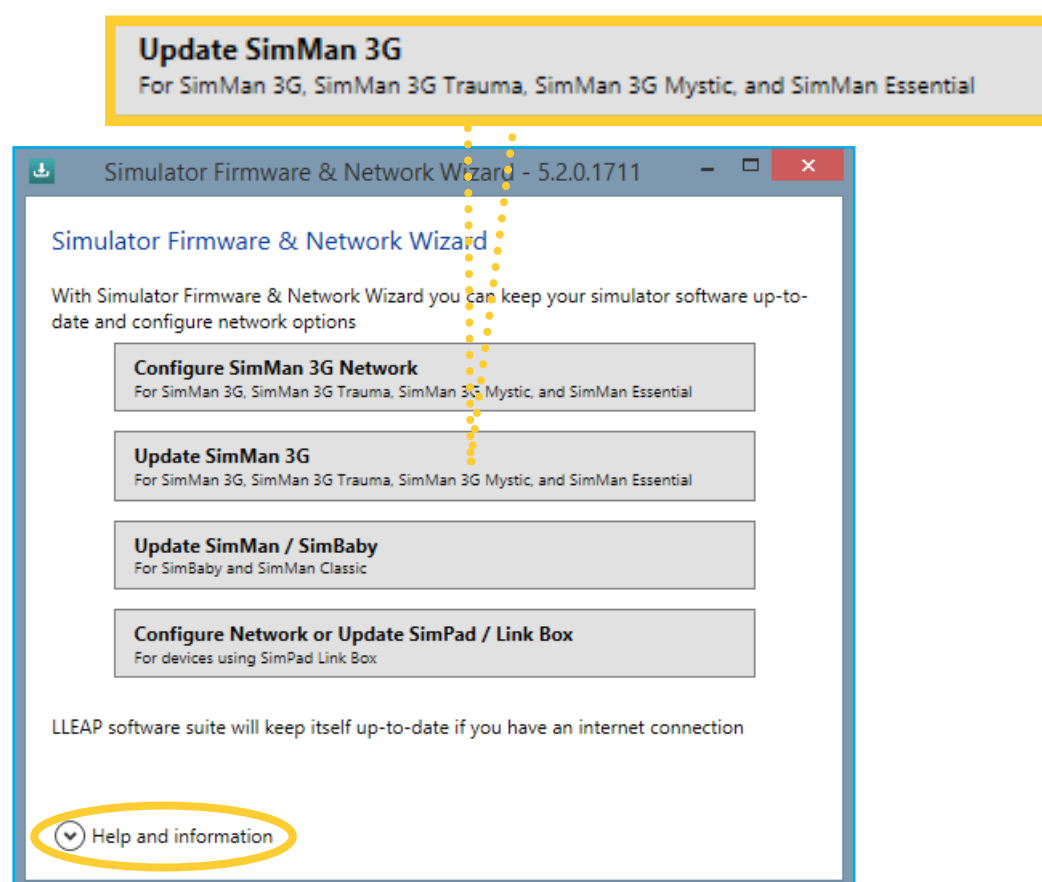 Update SimMan 3G
For SimMan 3G, SimMan 3G Trauma, SimMan 3G Mystic, and SimMan Essential
Simulator Firmware & Network Wizard - 5.2.0.1711
Simulator Firmware & Network Wizard
With Simulator Firmware & Network Wizard you can keep your simulator software up-to-
date and configure network options
Configure SimMan 3G Network
For SimMan 3G, SimMan 3G Trauma, SimMan 3G Mystic, and SimMan Essential
Update SimMan 3G
For SimMan 3G, SimMan 3G Trauma, SimMan 3G Mystic, and SimMan Essential
Update SimMan / SimBaby
For SimBaby and SimMan Classic
Configure Network or Update SimPad / Link Box
For devices using SimPad Link Box
LLEAP software suite will keep itself up-to-date if you have an internet connection
Help and information